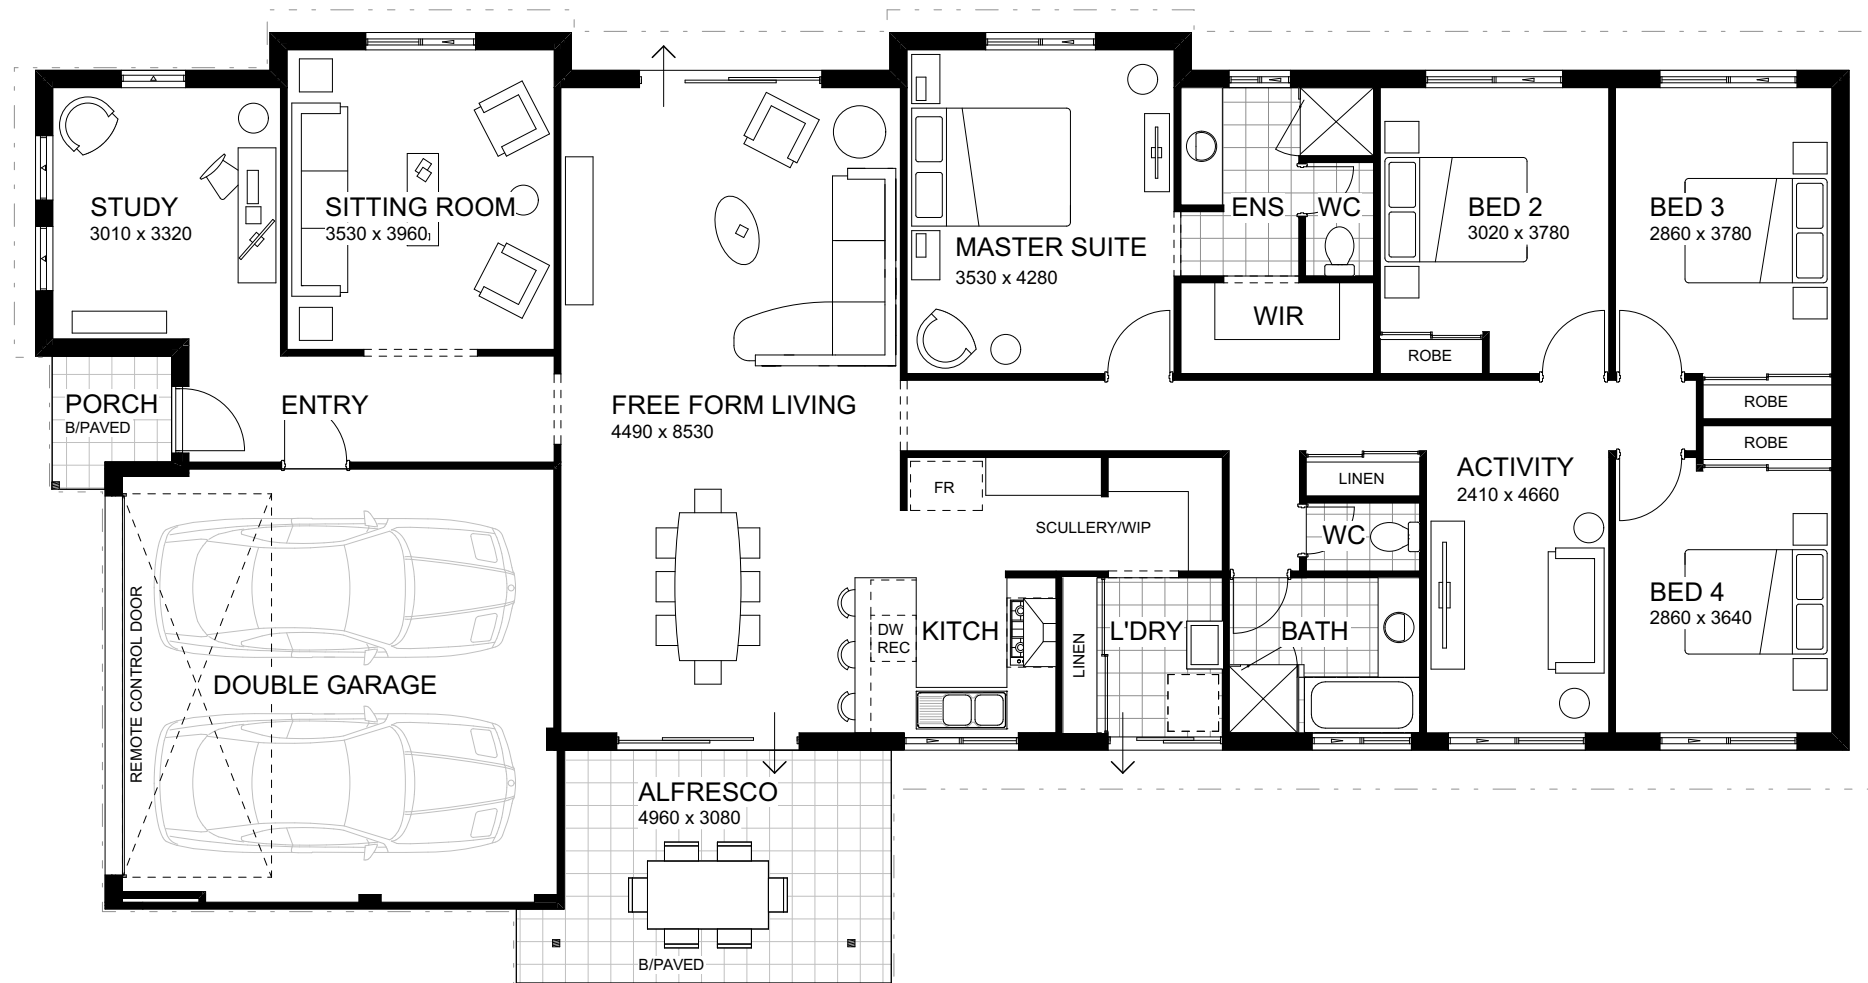 STUDY
3010 x 3320
SITTING ROOM
3530 x 3960
MASTER SUITE
3530 x 4280
ENS
WC
WIR
BED 2
3020 x 3780
ROBE
BED 3
2860 x 3780
ROBE
ROBE
PORCH
B/PAVED
ENTRY
FREE FORM LIVING
4490 x 8530
FR
SCULLERY/WIP
LINEN
WC
ACTIVITY
2410 x 4660
BED 4
2860 x 3640
DW
REC
KITCH
LINEN
L'DRY
BATH
REMOTE CONTROL DOOR
DOUBLE GARAGE
ALFRESCO
4960 x 3080
B/PAVED